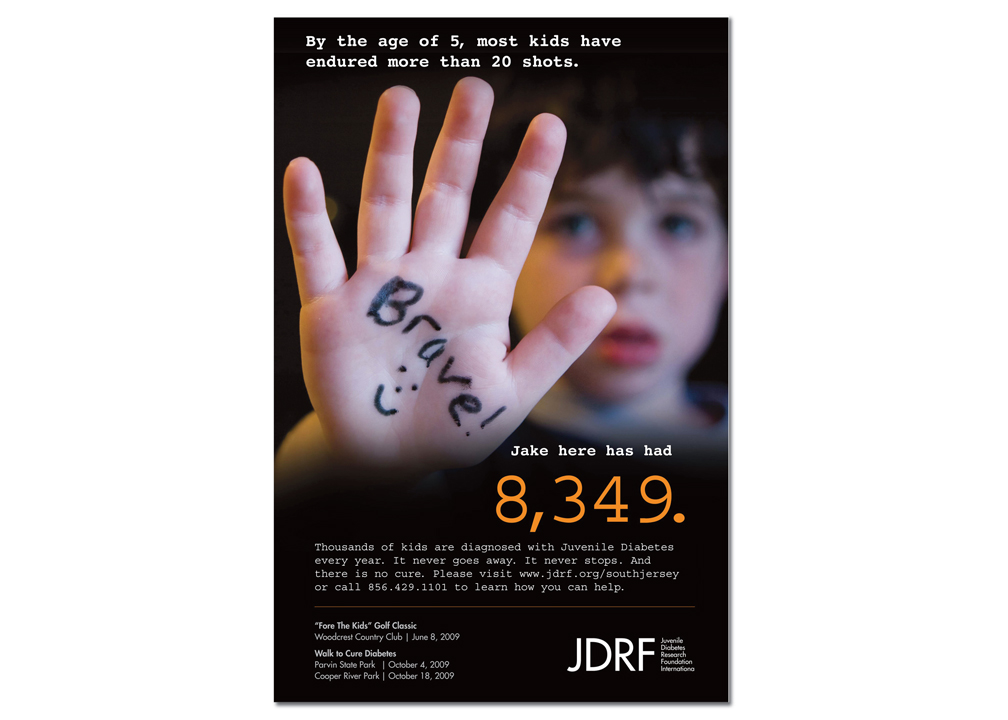 By the age of 5, most kids have
endured more than 20 shots.
Brave!
Jake here has had
8,349.
Thousands of kids are diagnosed with Juvenile Diabetes
every year. It never goes away. It never stops. And
there is no cure. Please visit www.jdrf.org/southjersey
or call 856.429.1101 to learn how you can help.
“Fore The Kids” Golf Classic
Woodcrest Country Club | June 8, 2009
Walk to Cure Diabetes
Parvin State Park | October 4, 2009
Cooper River Park | October 18, 2009
JDRF
Juvenile
Diabetes
Research
Foundation
Internationa